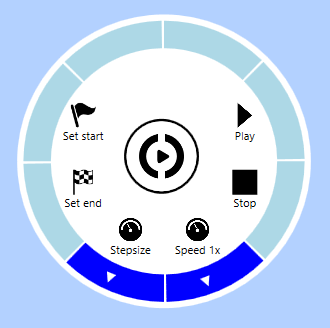 Set start
Play
Set end
Stop
Stepsize
Speed 1x